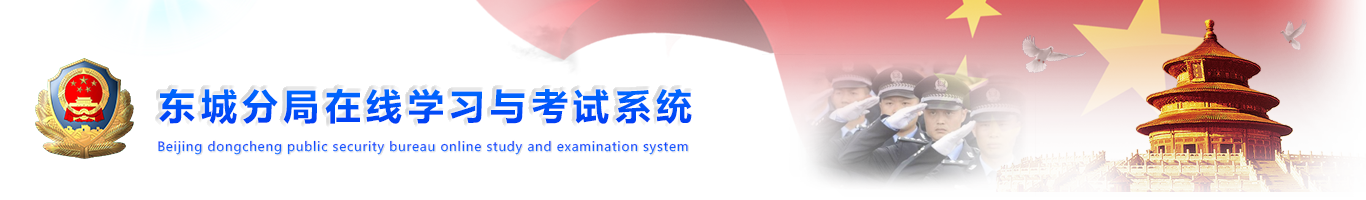 东城分局在线学习与考试系统
Beijing dongcheng public security bureau online study and examination system